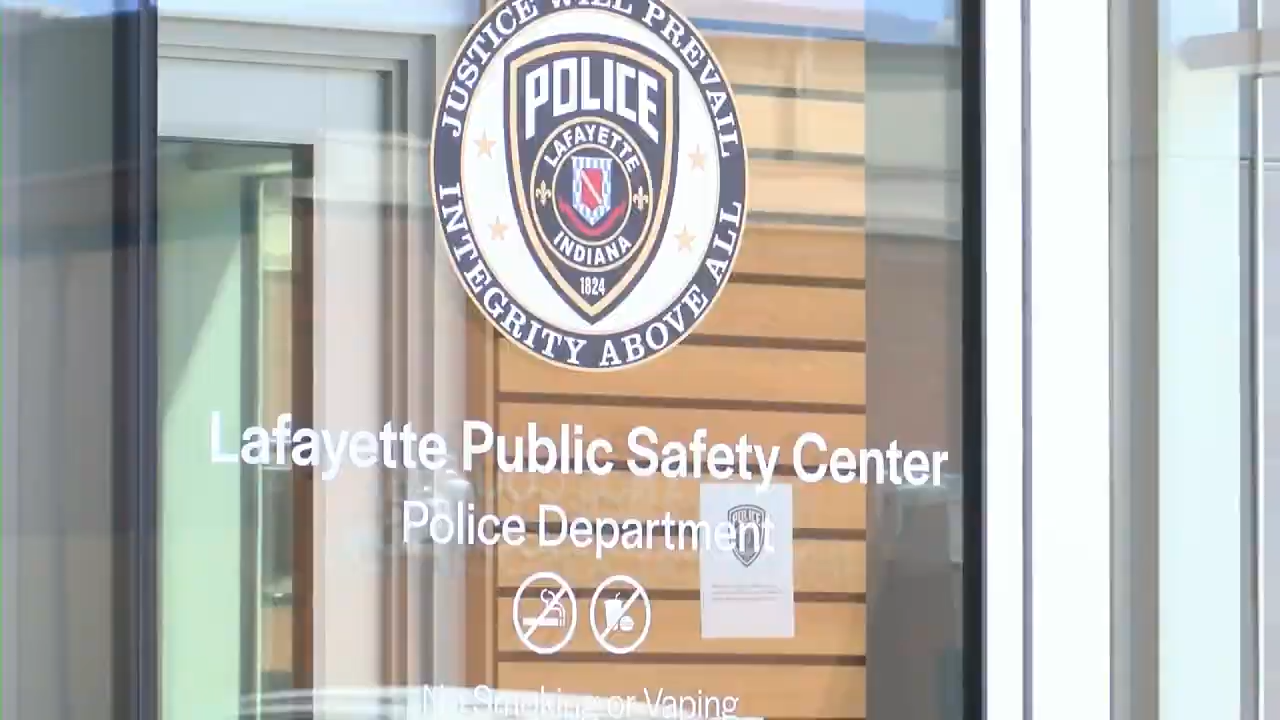 JUSTICE WILL PREVAIL
POLICE
LAFAYETTE
INDIANA
1824
INTEGRITY ABOVE ALL
Lafayette Public Safety Center
Police Department
POLICE
No Smoking or Vaping